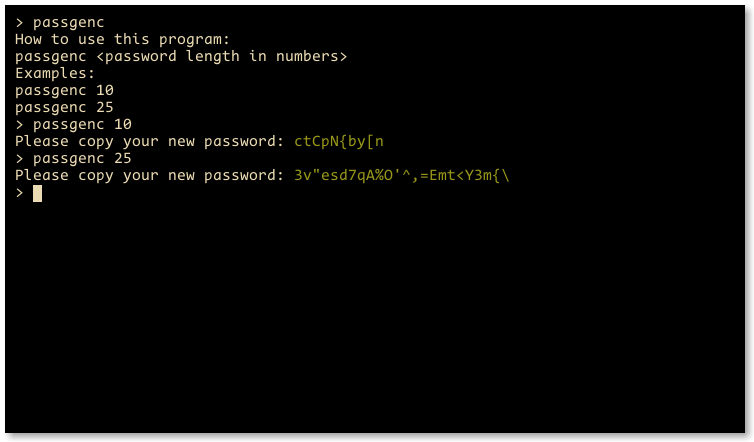 > passgenc
How to use this program:
passgenc <password length in numbers>
Examples:
passgenc 10
passgenc 25
> passgenc 10
Please copy your new password: ctCpN{by[n
> passgenc 25
Please copy your new password: 3v"esd7qA%O'^,=Emt<Y3m{\
>